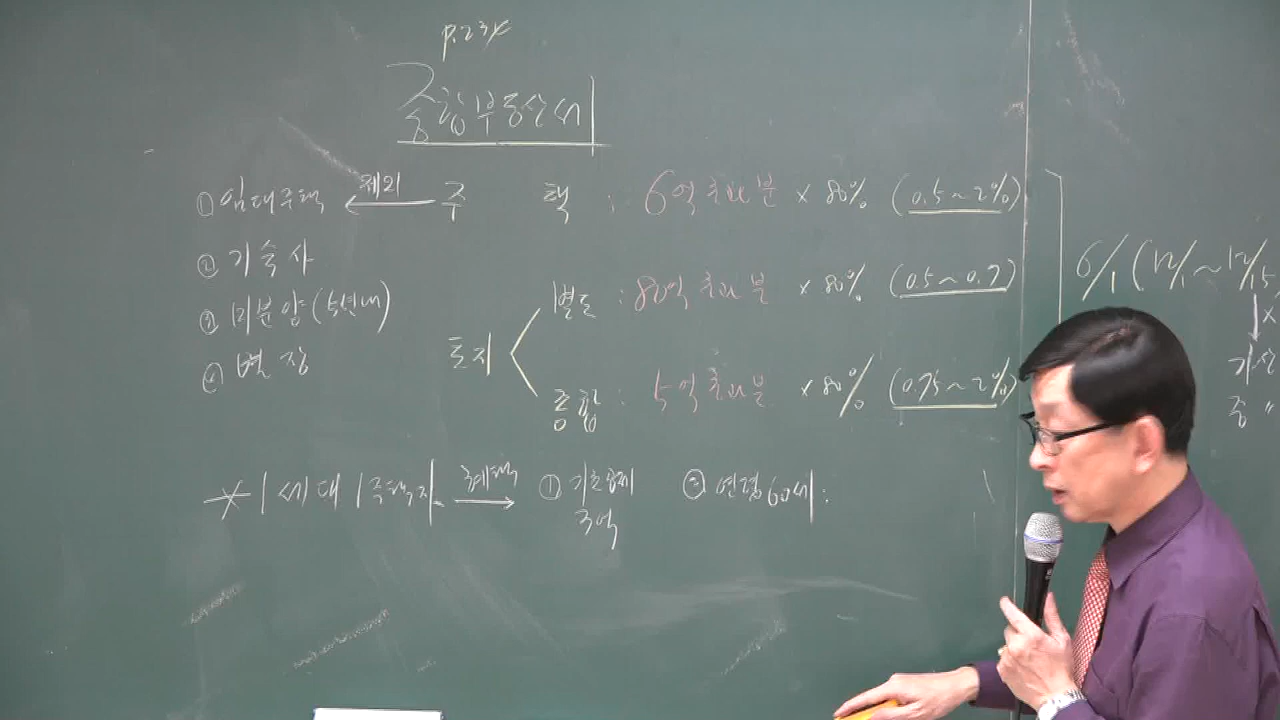 p.234
종합부동산세
①임대주택 ← 제외 주 택 : 6억 초과분 × 80% (0.5~2%)
② 기숙사
별도 : 80억 초과분 × 80% (0.5~0.7)
6/1 (12/1~12/15
③ 미분양(5년내)
토지
④ 별장
종합 : 5억 초과분 × 80% (0.75~2%)
※ 1세대 1주택자 → 혜택 ① 기초공제 3억 ② 연령60세: